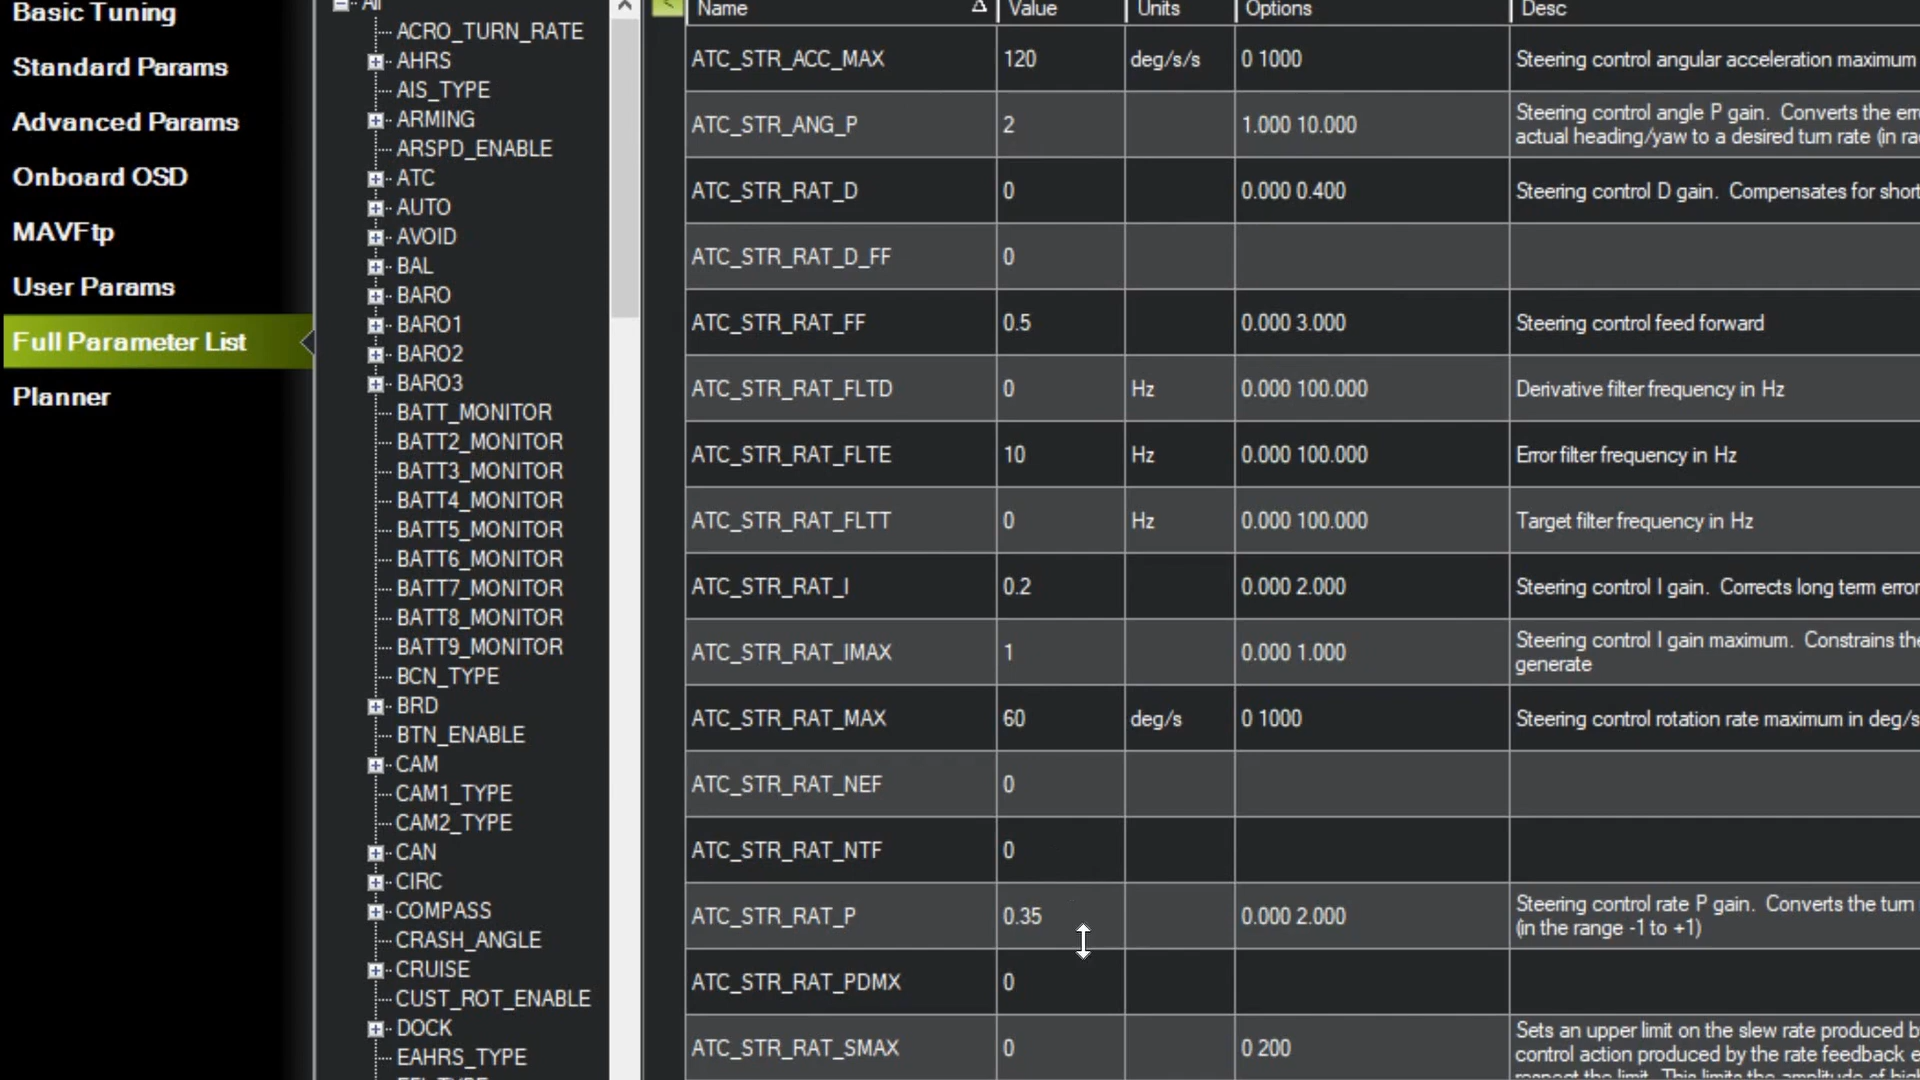 Basic Tuning
Standard Params
Advanced Params
Onboard OSD
MAVFtp
User Params
Full Parameter List
Planner
All
ACRO_TURN_RATE
AHRS
AIS_TYPE
ARMING
ARSPD_ENABLE
ATC
AUTO
AVOID
BAL
BARO
BARO1
BARO2
BARO3
BATT_MONITOR
BATT2_MONITOR
BATT3_MONITOR
BATT4_MONITOR
BATT5_MONITOR
BATT6_MONITOR
BATT7_MONITOR
BATT8_MONITOR
BATT9_MONITOR
BCN_TYPE
BRD
BTN_ENABLE
CAM
CAM1_TYPE
CAM2_TYPE
CAN
CIRC
COMPASS
CRASH_ANGLE
CRUISE
CUST_ROT_ENABLE
DOCK
EAHRS_TYPE
Name Value Units Options Desc
ATC_STR_ACC_MAX 120 deg/s/s 0 1000 Steering control angular acceleration maximum
ATC_STR_ANG_P 2 1.000 10.000 Steering control angle P gain. Converts the err
actual heading/yaw to a desired turn rate (in ra
ATC_STR_RAT_D 0 0.000 0.400 Steering control D gain. Compensates for short
ATC_STR_RAT_D_FF 0
ATC_STR_RAT_FF 0.5 0.000 3.000 Steering control feed forward
ATC_STR_RAT_FLTD 0 Hz 0.000 100.000 Derivative filter frequency in Hz
ATC_STR_RAT_FLTE 10 Hz 0.000 100.000 Error filter frequency in Hz
ATC_STR_RAT_FLTT 0 Hz 0.000 100.000 Target filter frequency in Hz
ATC_STR_RAT_I 0.2 0.000 2.000 Steering control I gain. Corrects long term error
ATC_STR_RAT_IMAX 1 0.000 1.000 Steering control I gain maximum. Constrains the
generate
ATC_STR_RAT_MAX 60 deg/s 0 1000 Steering control rotation rate maximum in deg/s
ATC_STR_RAT_NEF 0
ATC_STR_RAT_NTF 0
ATC_STR_RAT_P 0.35 0.000 2.000 Steering control rate P gain. Converts the turn
(in the range -1 to +1)
ATC_STR_RAT_PDMX 0
ATC_STR_RAT_SMAX 0 0 200 Sets an upper limit on the slew rate produced b
control action produced by the rate feedback e
respect the limit. This limits the amplitude of hig